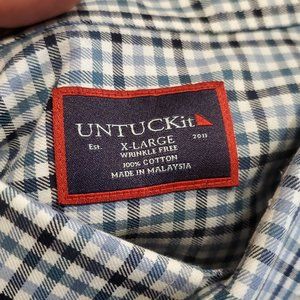 UNTUCKit
Est. 2011
X-LARGE
WRINKLE FREE
100% COTTON
MADE IN MALAYSIA